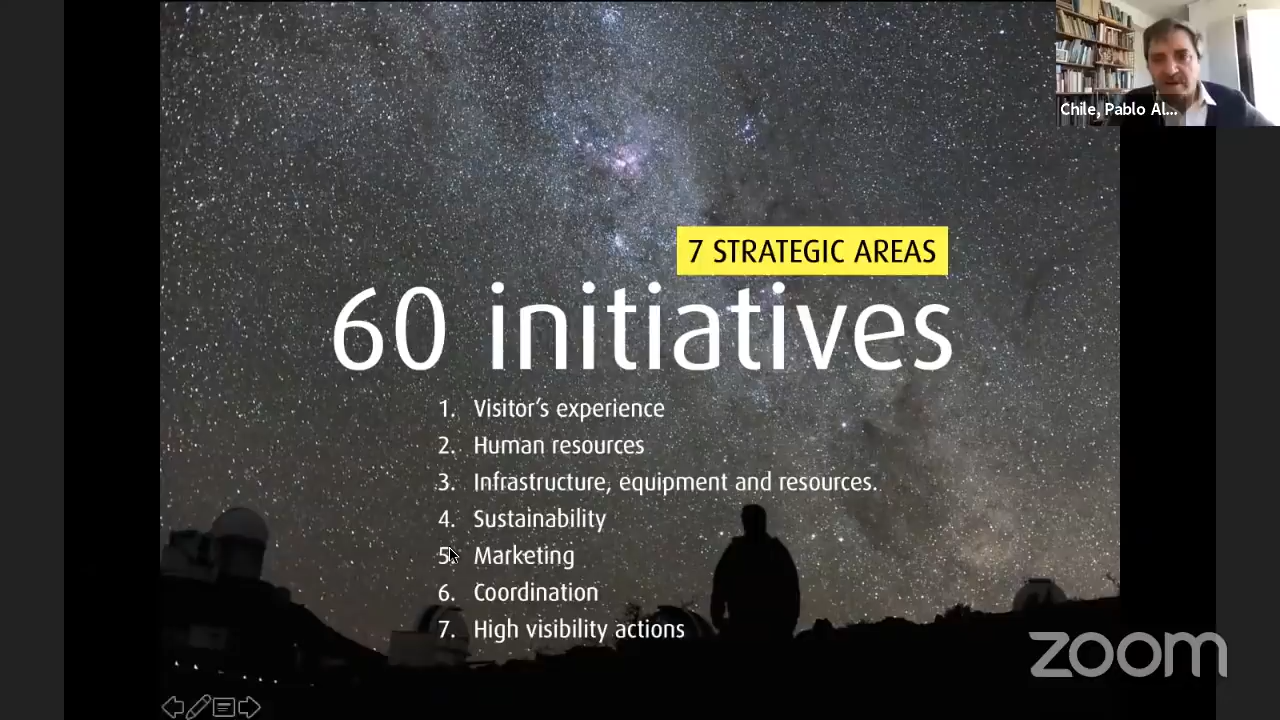 Chile, Pablo Al...
7 STRATEGIC AREAS
60 initiatives
1. Visitor's experience
2. Human resources
3. Infrastructure, equipment and resources.
4. Sustainability
5. Marketing
6. Coordination
7. High visibility actions
zoom